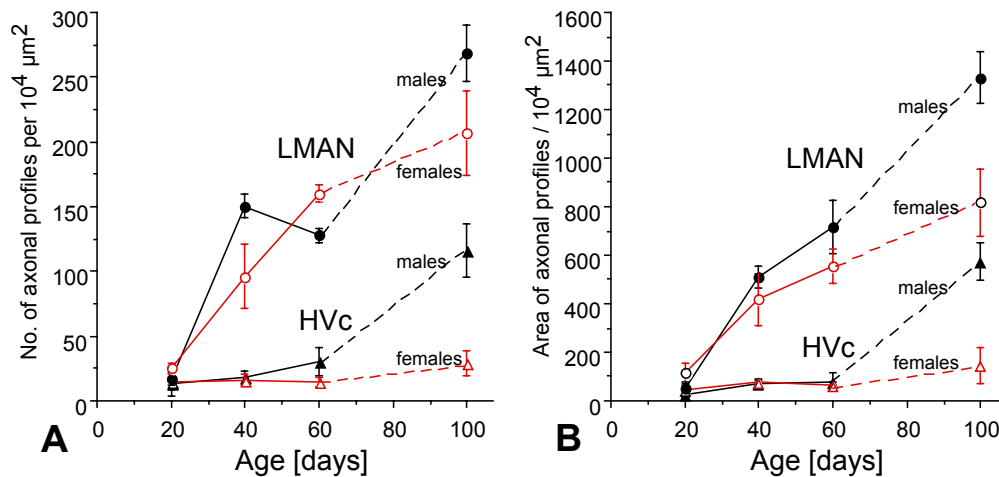 No. of axonal profiles per 10⁴ µm²
300
250
200
150
100
50
0
males
LMAN
females
males
HVc
females
0
20
40
60
80
100
A
Age [days]
Area of axonal profiles / 10⁴ µm²
1600
1400
1200
1000
800
600
400
200
0
males
LMAN
females
males
HVc
females
0
20
40
60
80
100
B
Age [days]